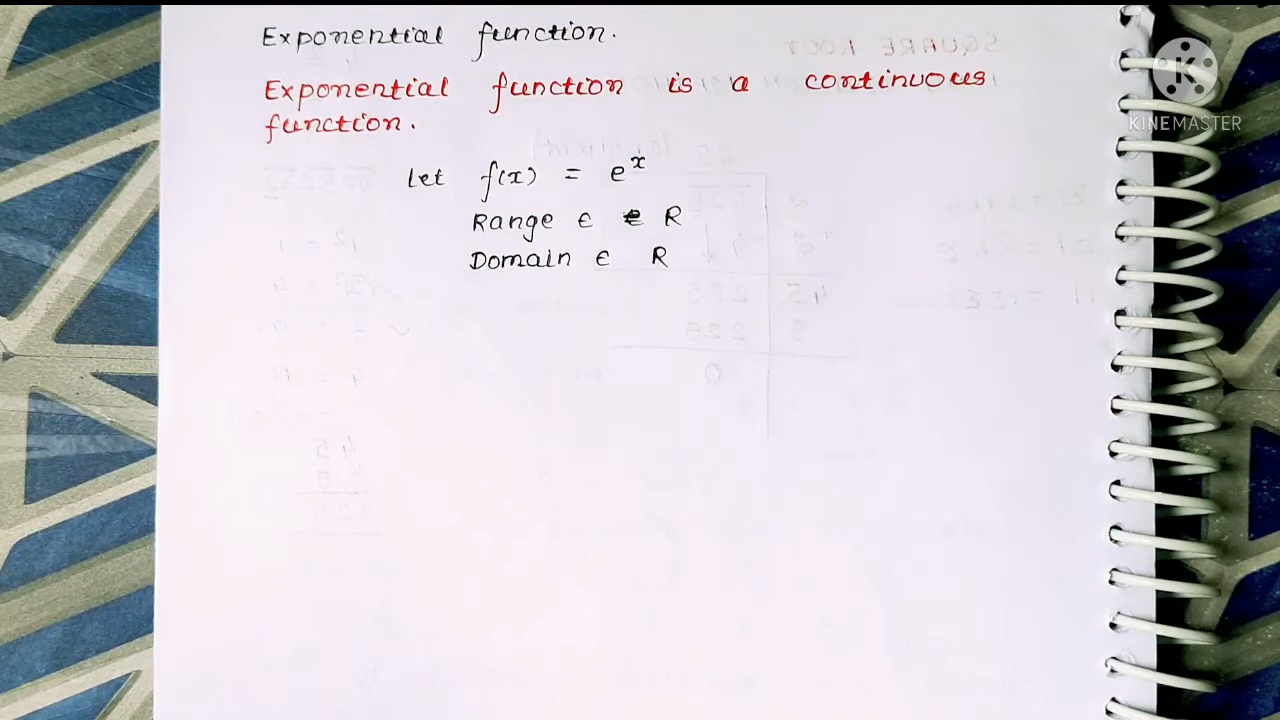 Exponential function.
Exponential function is a continuous
function.
Let f(x) = e^x
Range ∈ R
Domain ∈ R
K
KINEMASTER